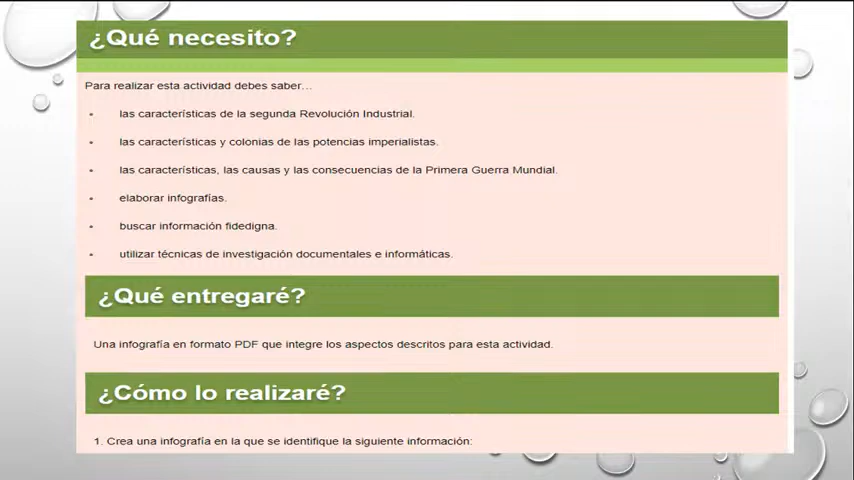 ¿Qué necesito?
Para realizar esta actividad debes saber...
• las características de la segunda Revolución Industrial.
• las características y colonias de las potencias imperialistas.
• las características, las causas y las consecuencias de la Primera Guerra Mundial.
• elaborar infografías.
• buscar información fidedigna.
• utilizar técnicas de investigación documentales e informáticas.
¿Qué entregaré?
Una infografía en formato PDF que integre los aspectos descritos para esta actividad.
¿Cómo lo realizaré?
1. Crea una infografía en la que se identifique la siguiente información: